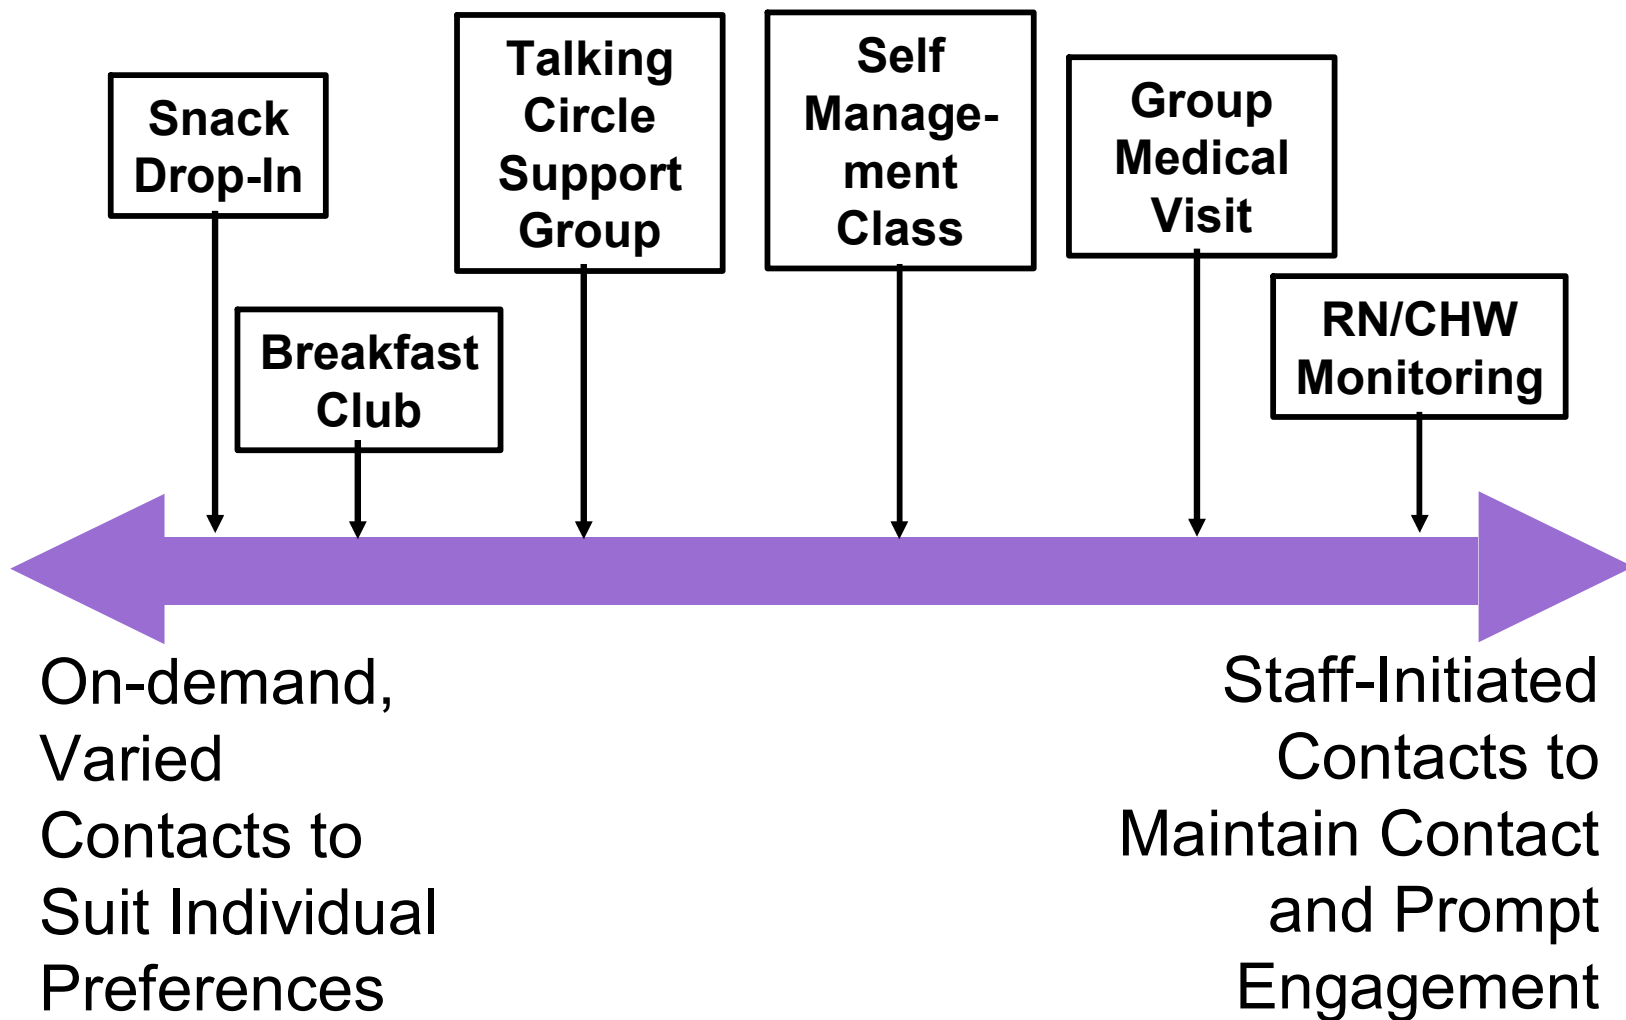 Snack
Drop-In
Breakfast
Club
Talking
Circle
Support
Group
Self
Manage-
ment
Class
Group
Medical
Visit
RN/CHW
Monitoring
On-demand,
Varied
Contacts to
Suit Individual
Preferences
Staff-Initiated
Contacts to
Maintain Contact
and Prompt
Engagement